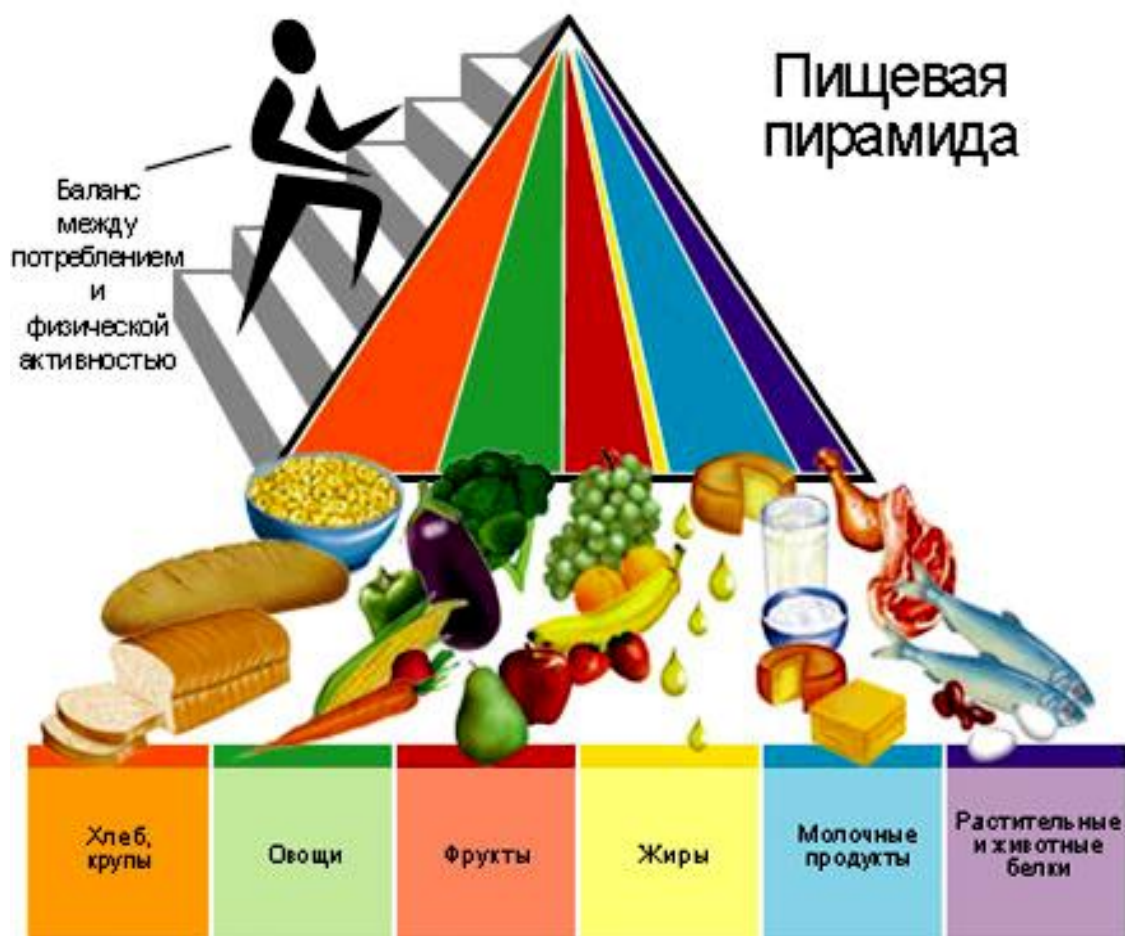 Пищевая
пирамида
Баланс
между
потреблением
и
физической
активностью
Хлеб,
крупы
Овощи
Фрукты
Жиры
Молочные
продукты
Растительные
и животные
белки